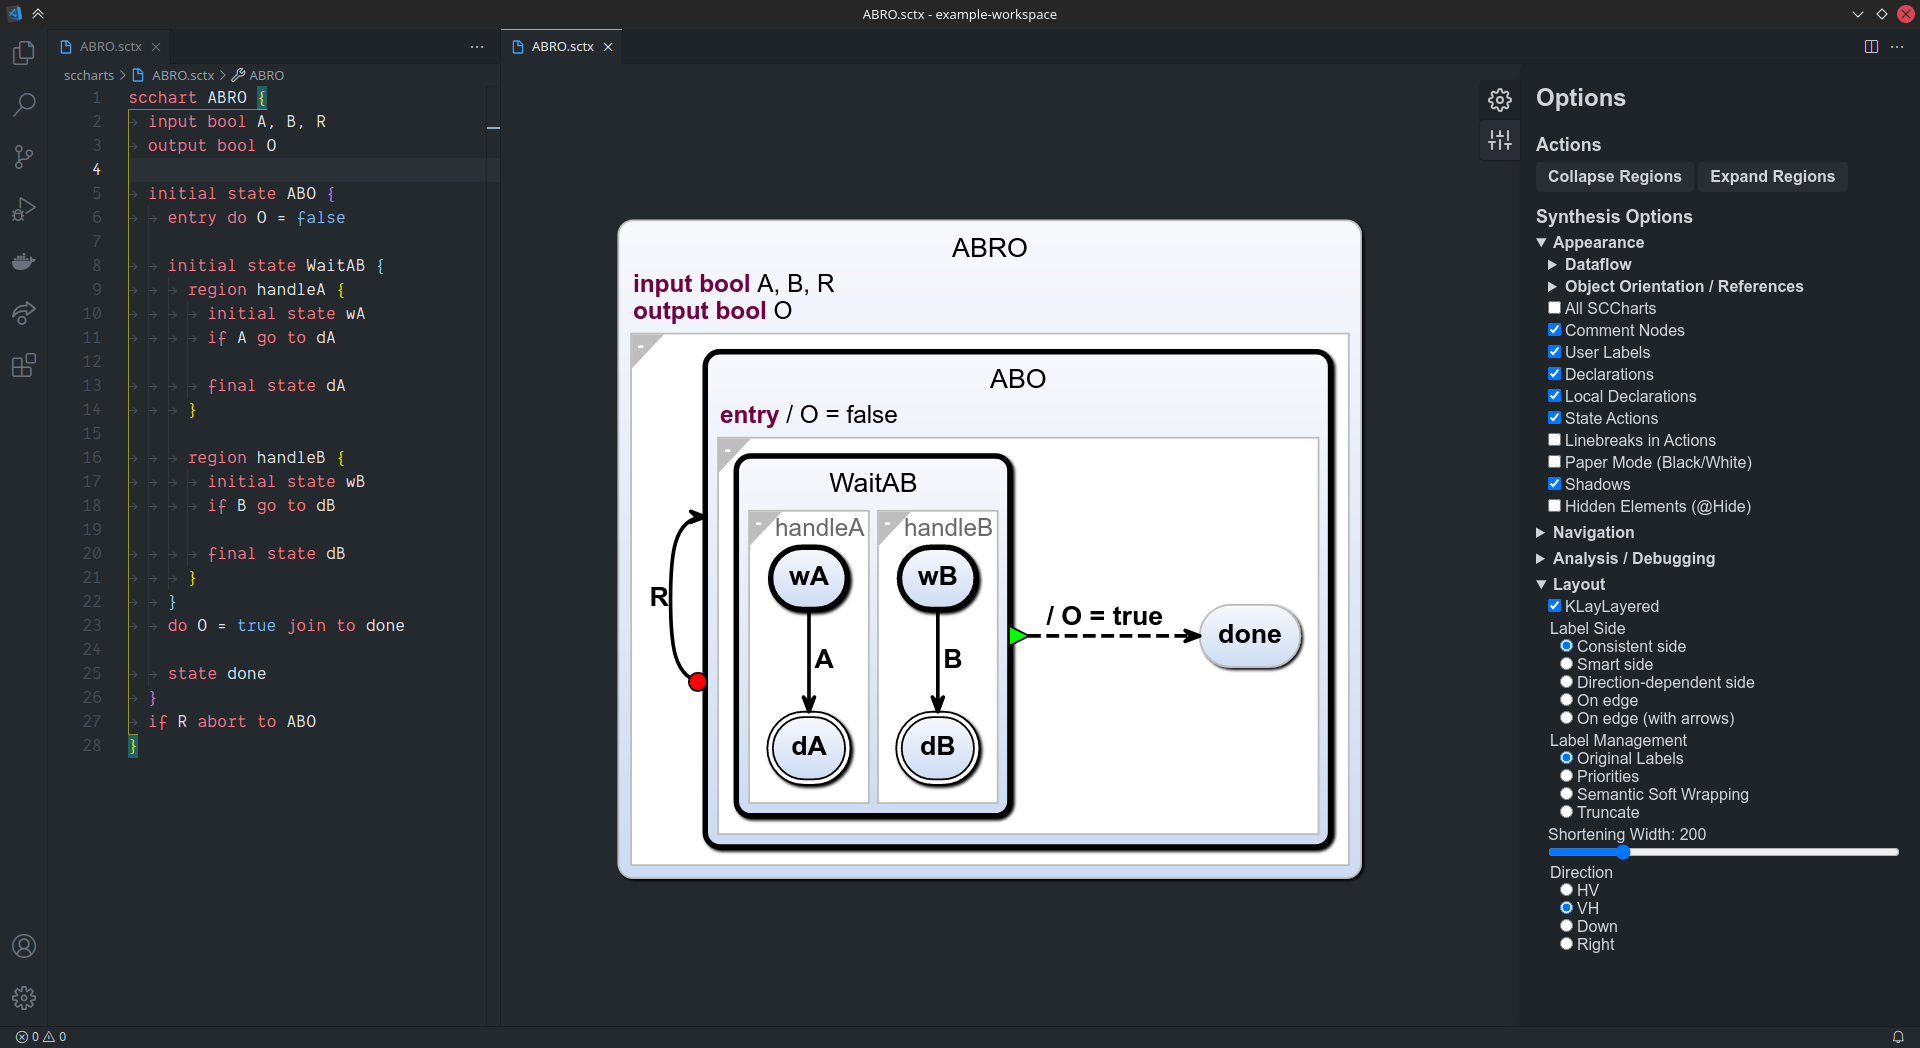 ABRO.sctx - example-workspace
ABRO.sctx
ABRO.sctx
sccharts
ABRO.sctx
ABRO
1 scchart ABRO {
2 input bool A, B, R
3 output bool O
4
5 initial state ABO {
6 entry do O = false
7
8 initial state WaitAB {
9 region handleA {
10 initial state wA
11 if A go to dA
12
13 final state dA
14 }
15
16 region handleB {
17 initial state wB
18 if B go to dB
19
20 final state dB
21 }
22 }
23 do O = true join to done
24
25 state done
26 }
27 if R abort to ABO
28 }
ABRO
input bool A, B, R
output bool O
-
ABO
entry / O = false
-
WaitAB
- handleA
- handleB
wA
wB
R
/ O = true
done
A
B
dA
dB
Options
Actions
Collapse Regions
Expand Regions
Synthesis Options
Appearance
Dataflow
Object Orientation / References
All SCCharts
Comment Nodes
User Labels
Declarations
Local Declarations
State Actions
Linebreaks in Actions
Paper Mode (Black/White)
Shadows
Hidden Elements (@Hide)
Navigation
Analysis / Debugging
Layout
KLayLayered
Label Side
Consistent side
Smart side
Direction-dependent side
On edge
On edge (with arrows)
Label Management
Original Labels
Priorities
Semantic Soft Wrapping
Truncate
Shortening Width: 200
Direction
HV
VH
Down
Right
0 0